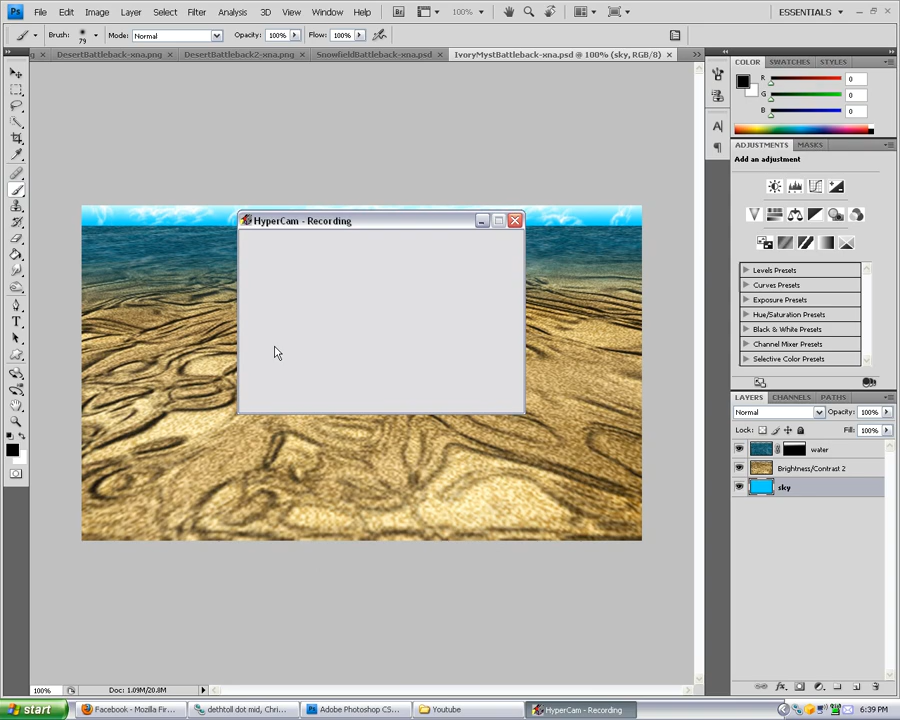 Ps File Edit Image Layer Select Filter Analysis 3D View Window Help Br 100% ESSENTIALS
Brush: 79 Mode: Normal Opacity: 100% Flow: 100%
DesertBattleback-xna.png × DesertBattleback2-xna.png × SnowfieldBattleback-xna.psd × IvoryMystBattleback-xna.psd @ 100% (sky, RGB/8) ×
COLOR SWATCHES STYLES
R 0
G 0
B 0
ADJUSTMENTS MASKS
Add an adjustment
HyperCam - Recording
Levels Presets
Curves Presets
Exposure Presets
Hue/Saturation Presets
Black & White Presets
Channel Mixer Presets
Selective Color Presets
LAYERS CHANNELS PATHS
Normal Opacity: 100%
Lock: Fill: 100%
water
Brightness/Contrast 2
sky
100% Doc: 1.09M/20.8M
start Facebook - Mozilla Fir... dethtoll dot mid, Chri... Adobe Photoshop CS... Youtube HyperCam - Recording 6:39 PM